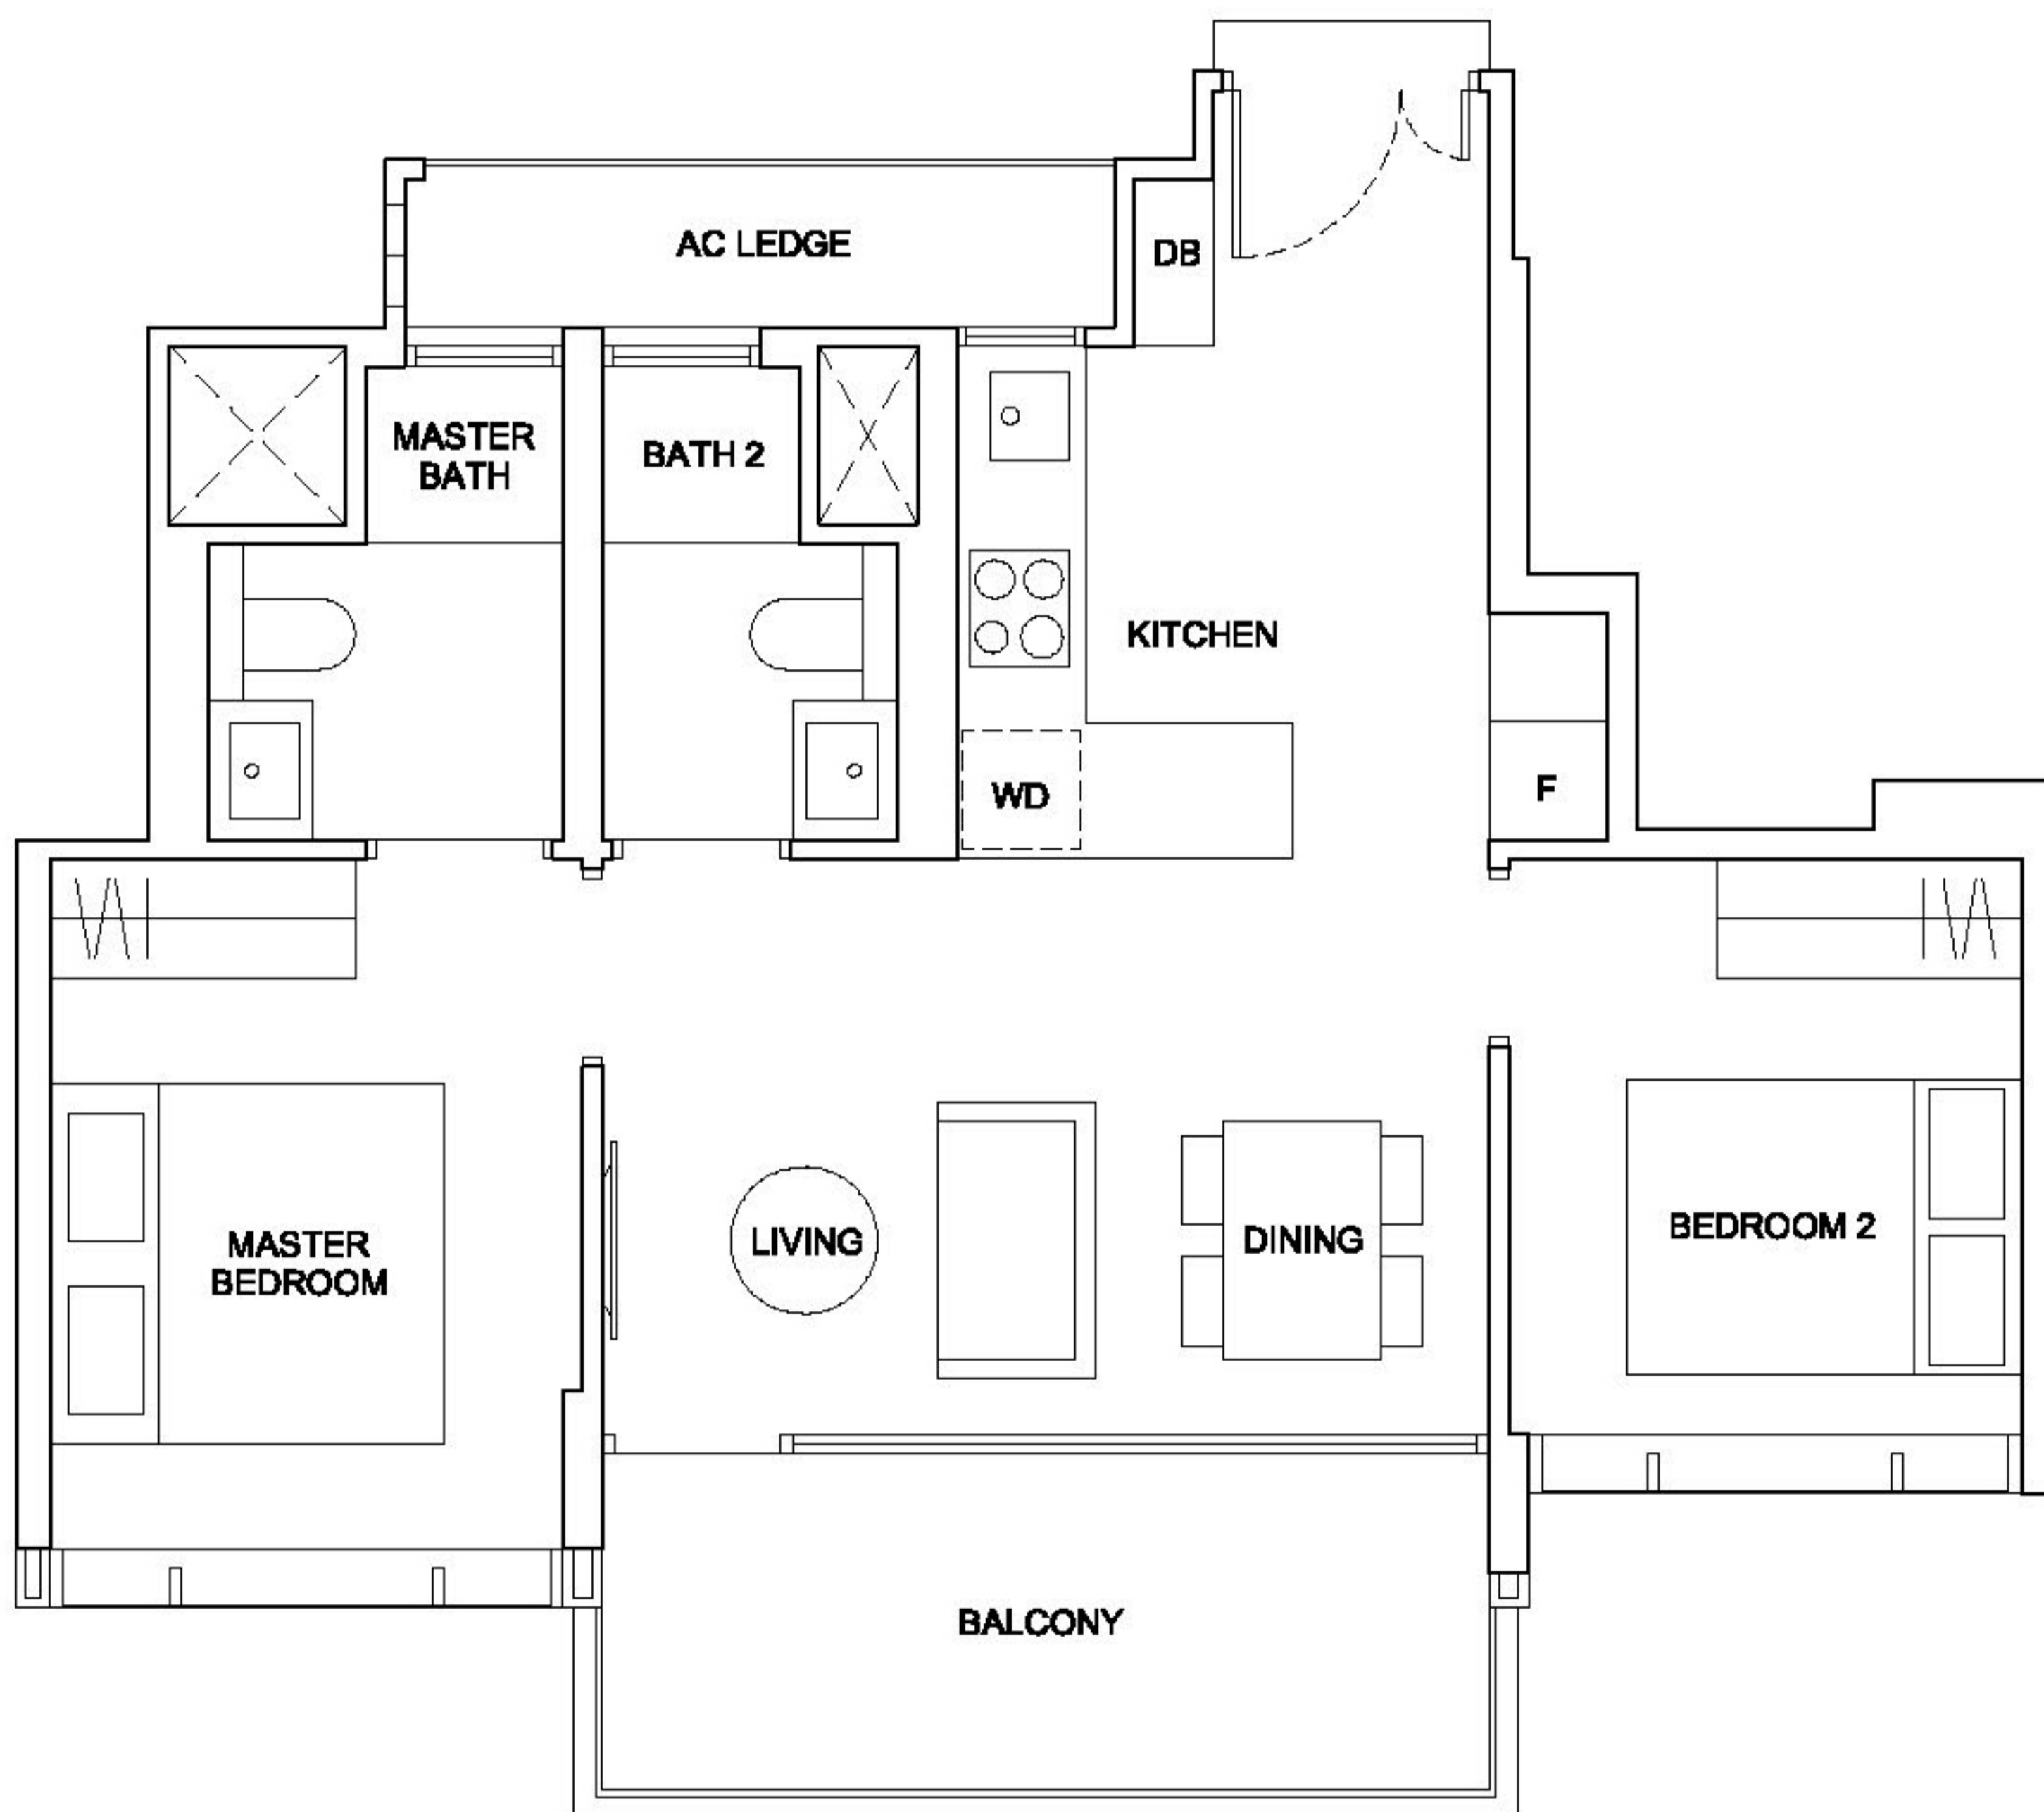 AC LEDGE
DB
MASTER
BATH
BATH 2
KITCHEN
WD
F
W
W
MASTER
BEDROOM
LIVING
DINING
BEDROOM 2
BALCONY